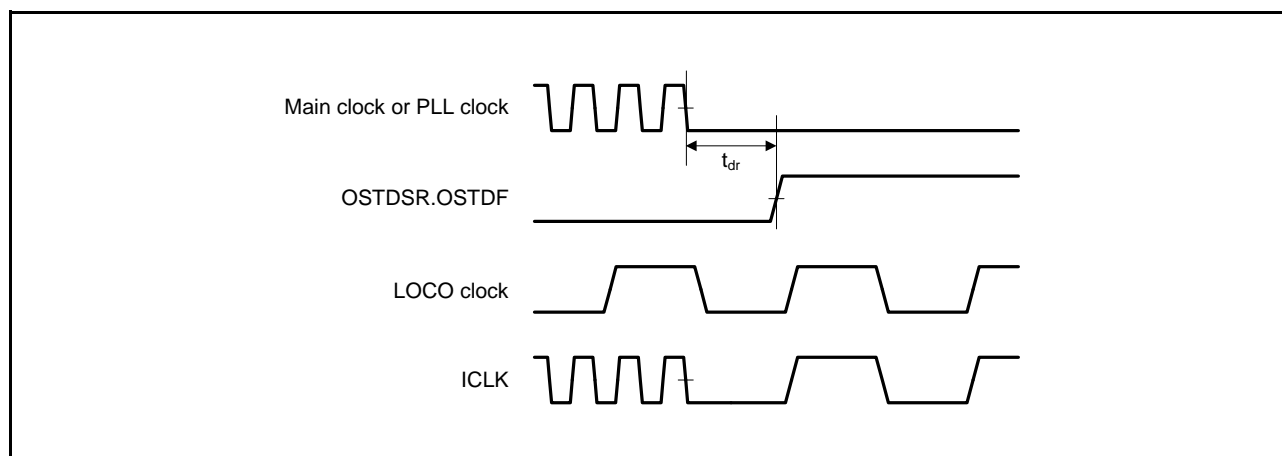 Main clock or PLL clock
tdr
OSTDSR.OSTDF
LOCO clock
ICLK